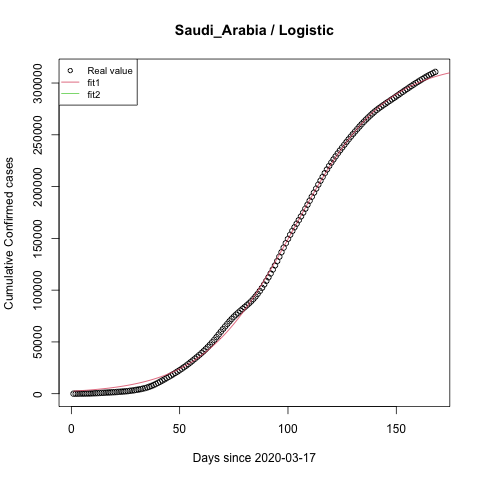 Saudi_Arabia / Logistic
Real value
fit1
fit2
Cumulative Confirmed cases
0
50000
100000
150000
200000
250000
300000
0 50 100 150
Days since 2020-03-17